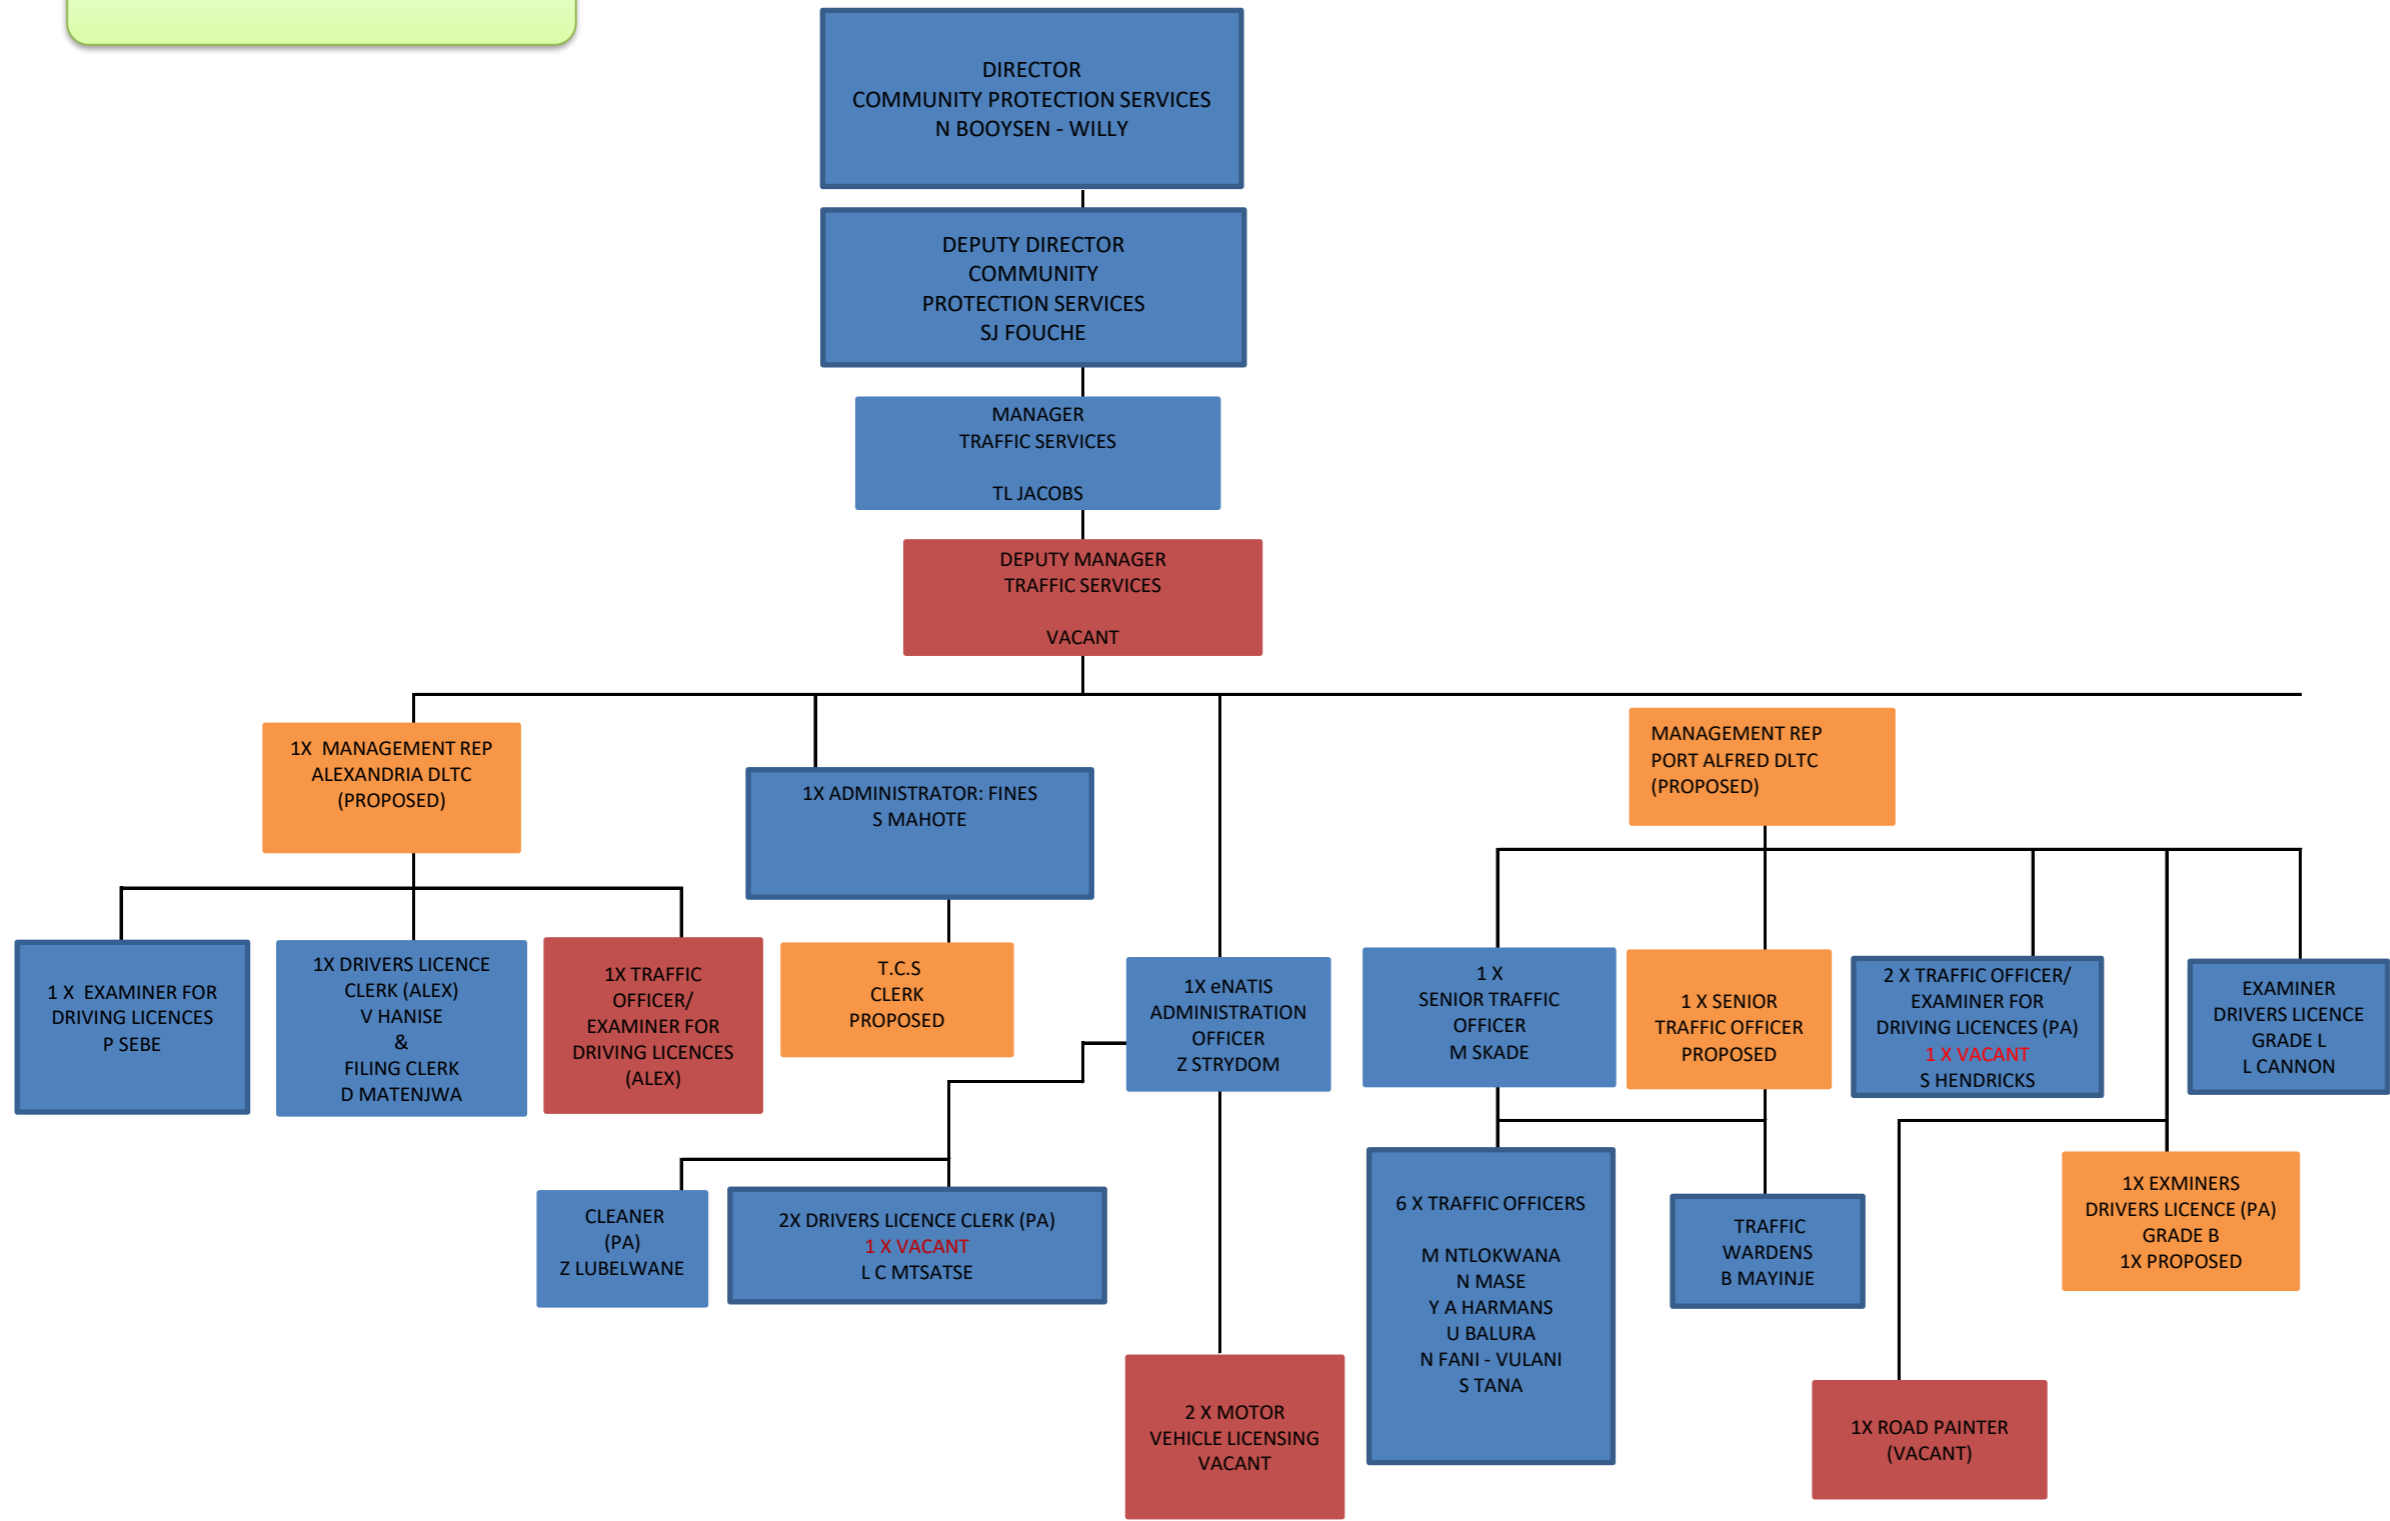 DIRECTOR
COMMUNITY PROTECTION SERVICES
N BOOYSEN - WILLY
DEPUTY DIRECTOR
COMMUNITY
PROTECTION SERVICES
SJ FOUCHE
MANAGER
TRAFFIC SERVICES
TL JACOBS
DEPUTY MANAGER
TRAFFIC SERVICES
VACANT
1X MANAGEMENT REP
ALEXANDRIA DLTC
(PROPOSED)
1X ADMINISTRATOR: FINES
S MAHOTE
MANAGEMENT REP
PORT ALFRED DLTC
(PROPOSED)
1 X EXAMINER FOR
DRIVING LICENCES
P SEBE
1X DRIVERS LICENCE
CLERK (ALEX)
V HANISE
&
FILING CLERK
D MATENJWA
1X TRAFFIC
OFFICER/
EXAMINER FOR
DRIVING LICENCES
(ALEX)
T.C.S
CLERK
PROPOSED
1X eNATIS
ADMINISTRATION
OFFICER
Z STRYDOM
1 X
SENIOR TRAFFIC
OFFICER
M SKADE
1 X SENIOR
TRAFFIC OFFICER
PROPOSED
2 X TRAFFIC OFFICER/
EXAMINER FOR
DRIVING LICENCES (PA)
1 X VACANT
S HENDRICKS
EXAMINER
DRIVERS LICENCE
GRADE L
L CANNON
CLEANER
(PA)
Z LUBELWANE
2X DRIVERS LICENCE CLERK (PA)
1 X VACANT
L C MTSATSE
6 X TRAFFIC OFFICERS
M NTLOKWANA
N MASE
Y A HARMANS
U BALURA
N FANI - VULANI
S TANA
TRAFFIC
WARDENS
B MAYINJE
1X EXMINERS
DRIVERS LICENCE (PA)
GRADE B
1X PROPOSED
2 X MOTOR
VEHICLE LICENSING
VACANT
1X ROAD PAINTER
(VACANT)